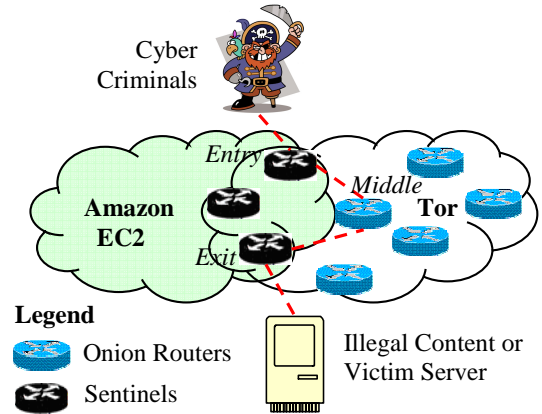 Cyber
Criminals
Entry
Middle
Amazon
EC2
Tor
Exit
Legend
Onion Routers
Sentinels
Illegal Content or
Victim Server